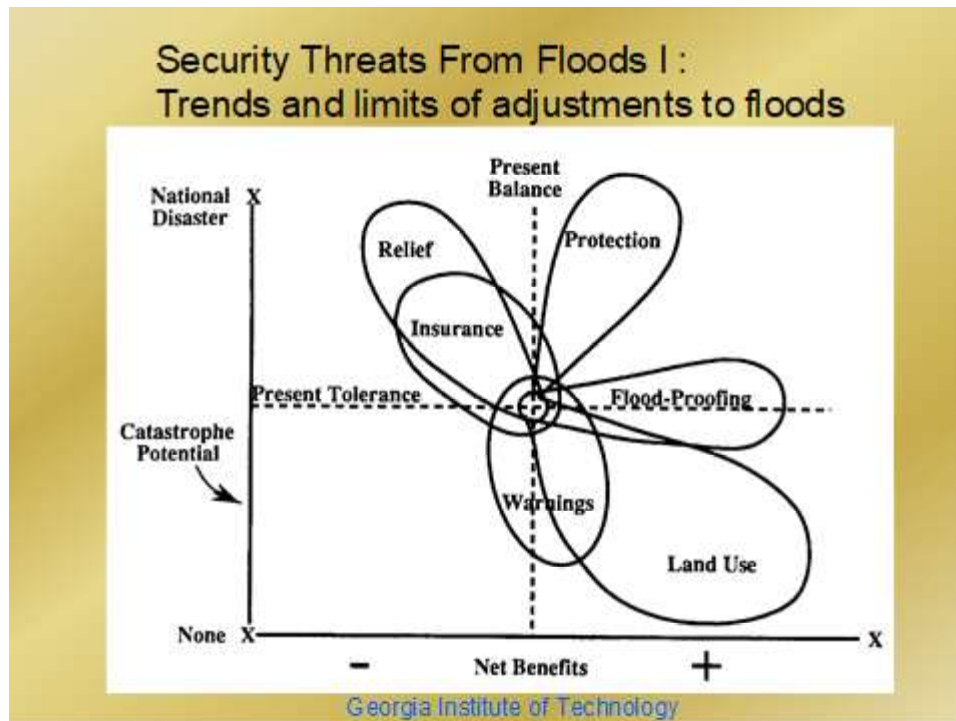 Security Threats From Floods I :
Trends and limits of adjustments to floods
Present
Balance
National X
Disaster
Relief
Protection
Insurance
Present Tolerance
Flood-Proofing
Catastrophe
Potential
Warnings
Land Use
None X
X
- Net Benefits +
Georgia Institute of Technology